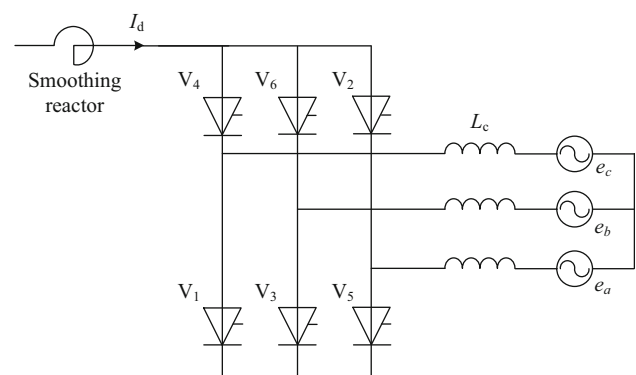 I_d
Smoothing
reactor
V_4 V_6 V_2
L_c
e_c
e_b
V_1 V_3 V_5
e_a